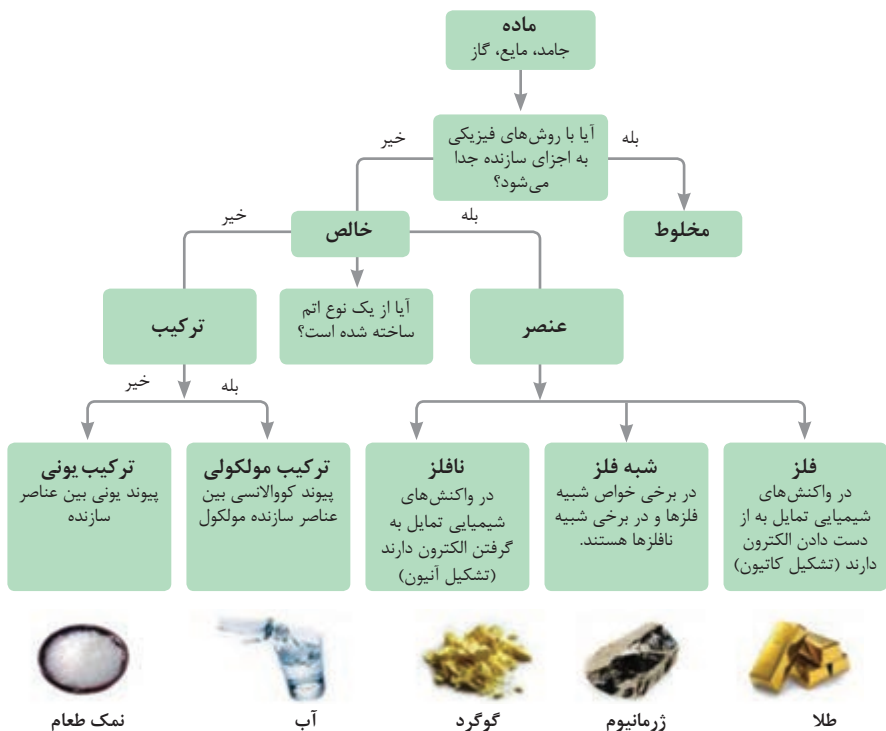 ماده
جامد، مایع، گاز
آیا با روش‌های فیزیکی
به اجزای سازنده جدا
می‌شود؟
بله
خیر
مخلوط
خالص
بله
خیر
آیا از یک نوع اتم
ساخته شده است؟
عنصر
ترکیب
بله
خیر
فلز
در واکنش‌های
شیمیایی تمایل به از
دست دادن الکترون
دارند (تشکیل کاتیون)
شبه فلز
در برخی خواص شبیه
فلزها و در برخی شبیه
نافلزها هستند.
نافلز
در واکنش‌های
شیمیایی تمایل به
گرفتن الکترون دارند
(تشکیل آنیون)
ترکیب مولکولی
پیوند کووالانسی بین
عناصر سازنده مولکول
ترکیب یونی
پیوند یونی بین عناصر
سازنده
طلا
ژرمانیوم
گوگرد
آب
نمک طعام